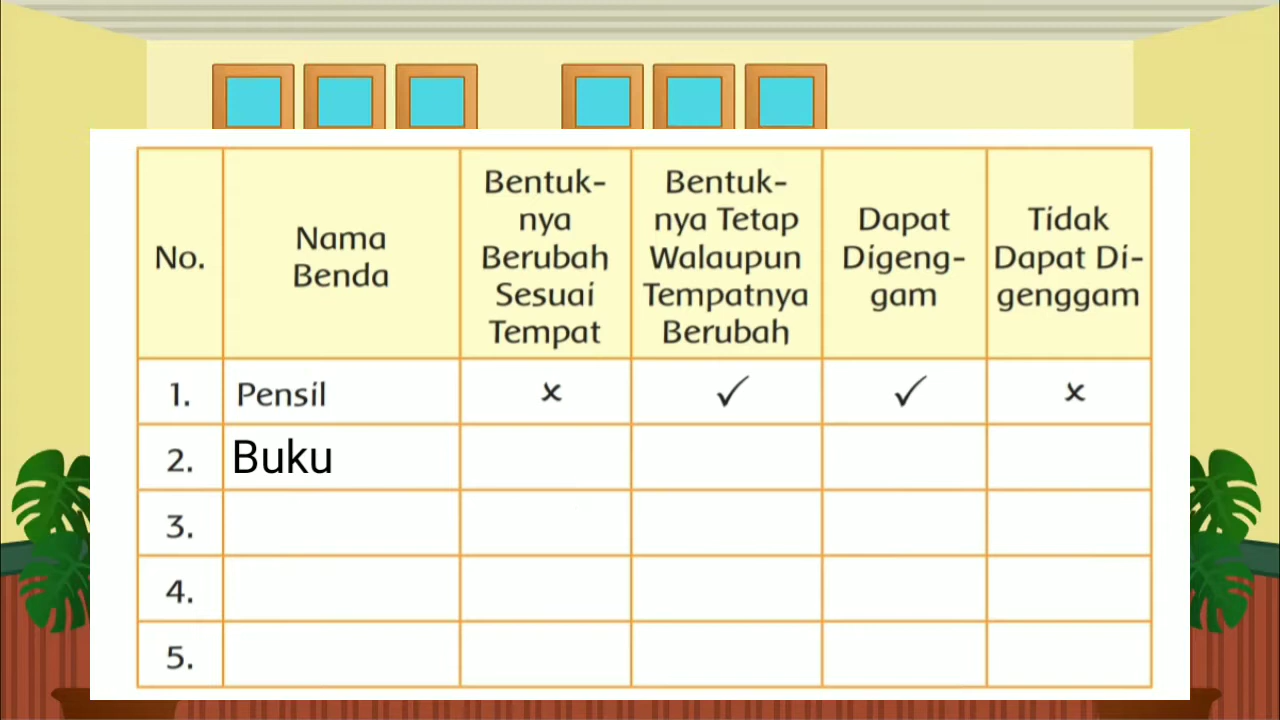 No.
Nama
Benda
Bentuk-
nya
Berubah
Sesuai
Tempat
Bentuk-
nya Tetap
Walaupun
Tempatnya
Berubah
Dapat
Digeng-
gam
Tidak
Dapat Di-
genggam
1. Pensil × ✓ ✓ ×
2. Buku
3.
4.
5.